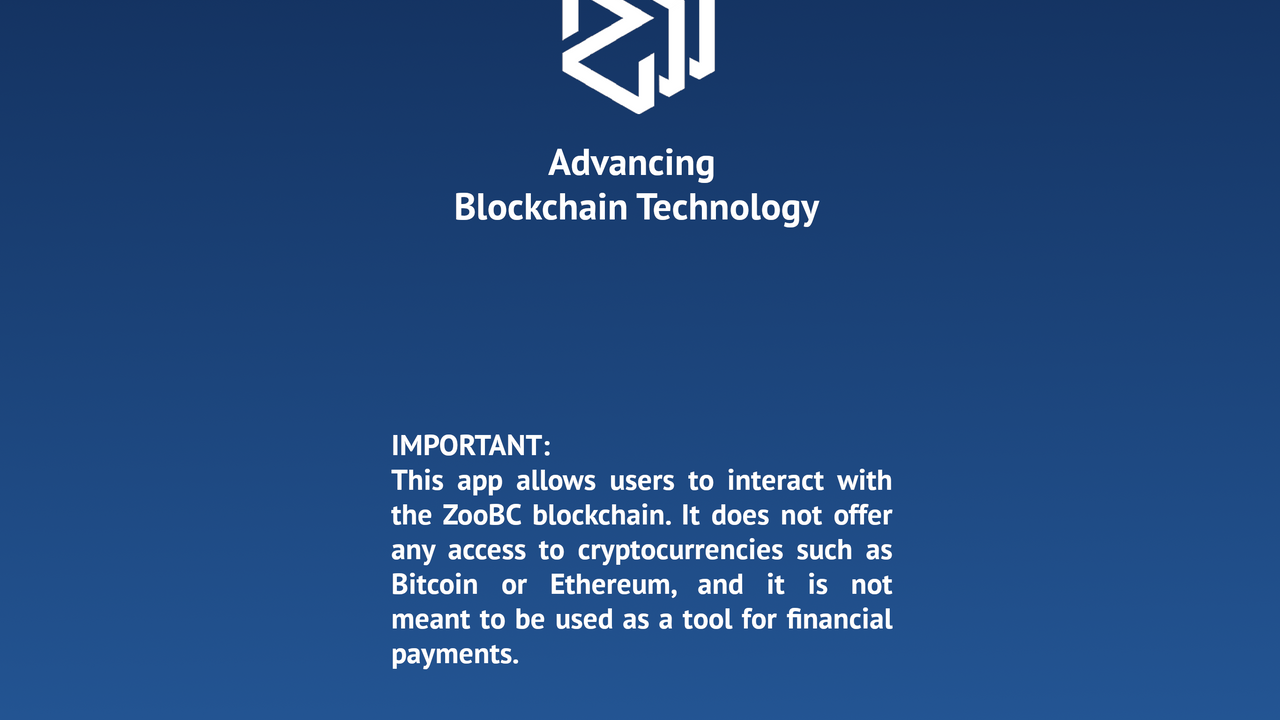 Advancing
Blockchain Technology
IMPORTANT:
This app allows users to interact with
the ZooBC blockchain. It does not offer
any access to cryptocurrencies such as
Bitcoin or Ethereum, and it is not
meant to be used as a tool for financial
payments.